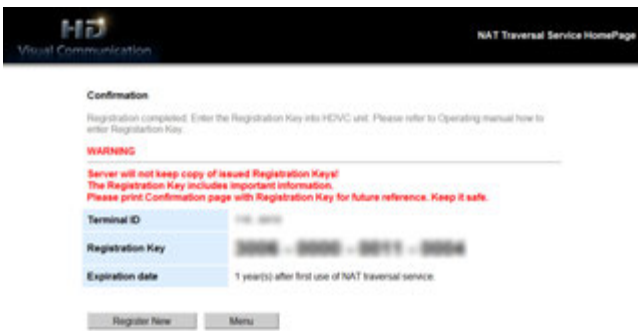 HD
Visual Communication
NAT Traversal Service HomePage
Confirmation
Registration completed. Enter the Registration Key into HDVC unit. Please refer to Operating manual how to
enter Registartion Key.
WARNING
Server will not keep copy of issued Registration Keys!
The Registration Key includes important information.
Please print Confirmation page with Registration Key for future reference. Keep it safe.
Terminal ID
Registration Key
Expiration date 1 year(s) after first use of NAT traversal service.
Register New Menu